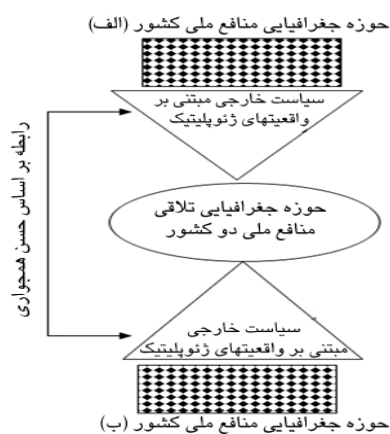 حوزه جغرافیایی منافع ملی کشور (الف)
سیاست خارجی مبتنی بر
واقعیتهای ژئوپلیتیک
حوزه جغرافیایی تلاقی
منافع ملی دو کشور
سیاست خارجی
مبتنی بر واقعیتهای ژئوپلیتیک
حوزه جغرافیایی منافع ملی کشور (ب)
رابطه بر اساس حسن همجواری